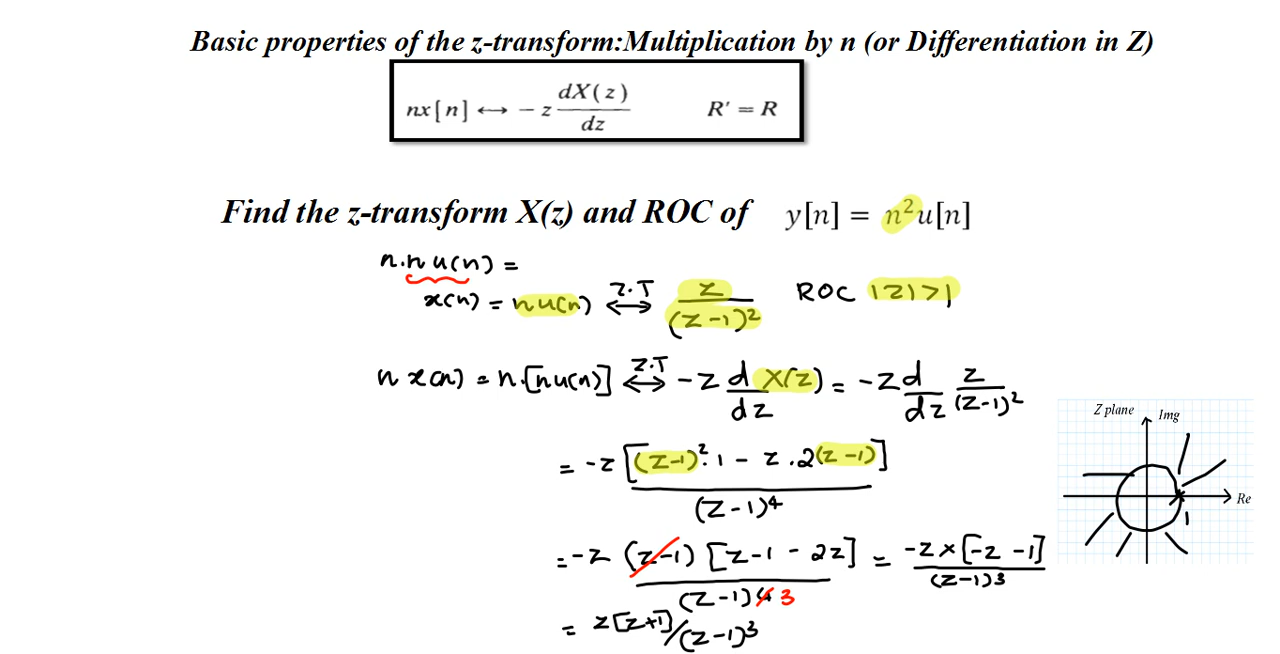 Basic properties of the z-transform:Multiplication by n (or Differentiation in Z)
nx[n] ↔ − z dX(z)/dz R' = R
Find the z-transform X(z) and ROC of y[n] = n²u[n]
n.n u(n) =
x(n) = n u(n) ⟷ Z.T z/(z-1)² ROC |z|>1
n x(n) = n.[n u(n)] ⟷ Z.T -z d/dz X(z) = -z d/dz z/(z-1)²
= -z [(z-1)².1 - z.2(z-1)]/(z-1)⁴
= -z (z-1) [z-1-2z]/(z-1)4 3 = -z×[-z-1]/(z-1)³
= z[z+1]/(z-1)³
Z plane Img
Re
1